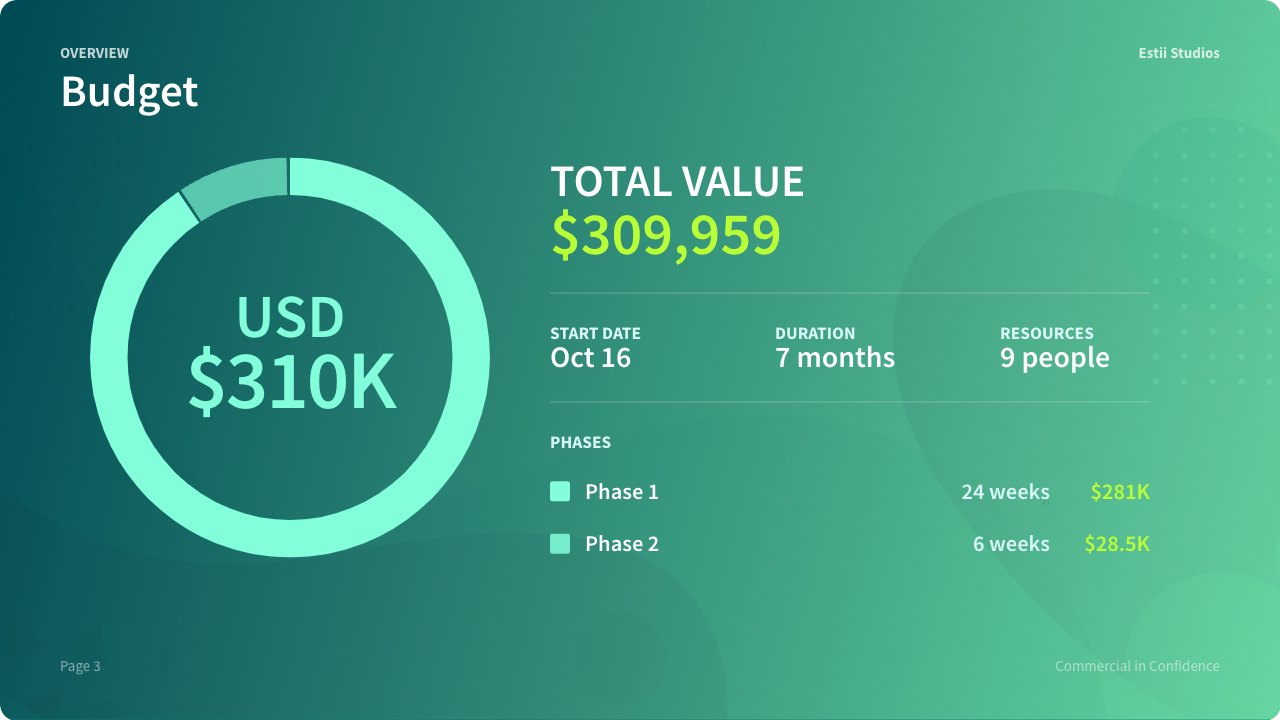 OVERVIEW
Estii Studios
Budget
USD
$310K
TOTAL VALUE
$309,959
START DATE
Oct 16
DURATION
7 months
RESOURCES
9 people
PHASES
Phase 1 24 weeks $281K
Phase 2 6 weeks $28.5K
Page 3
Commercial in Confidence